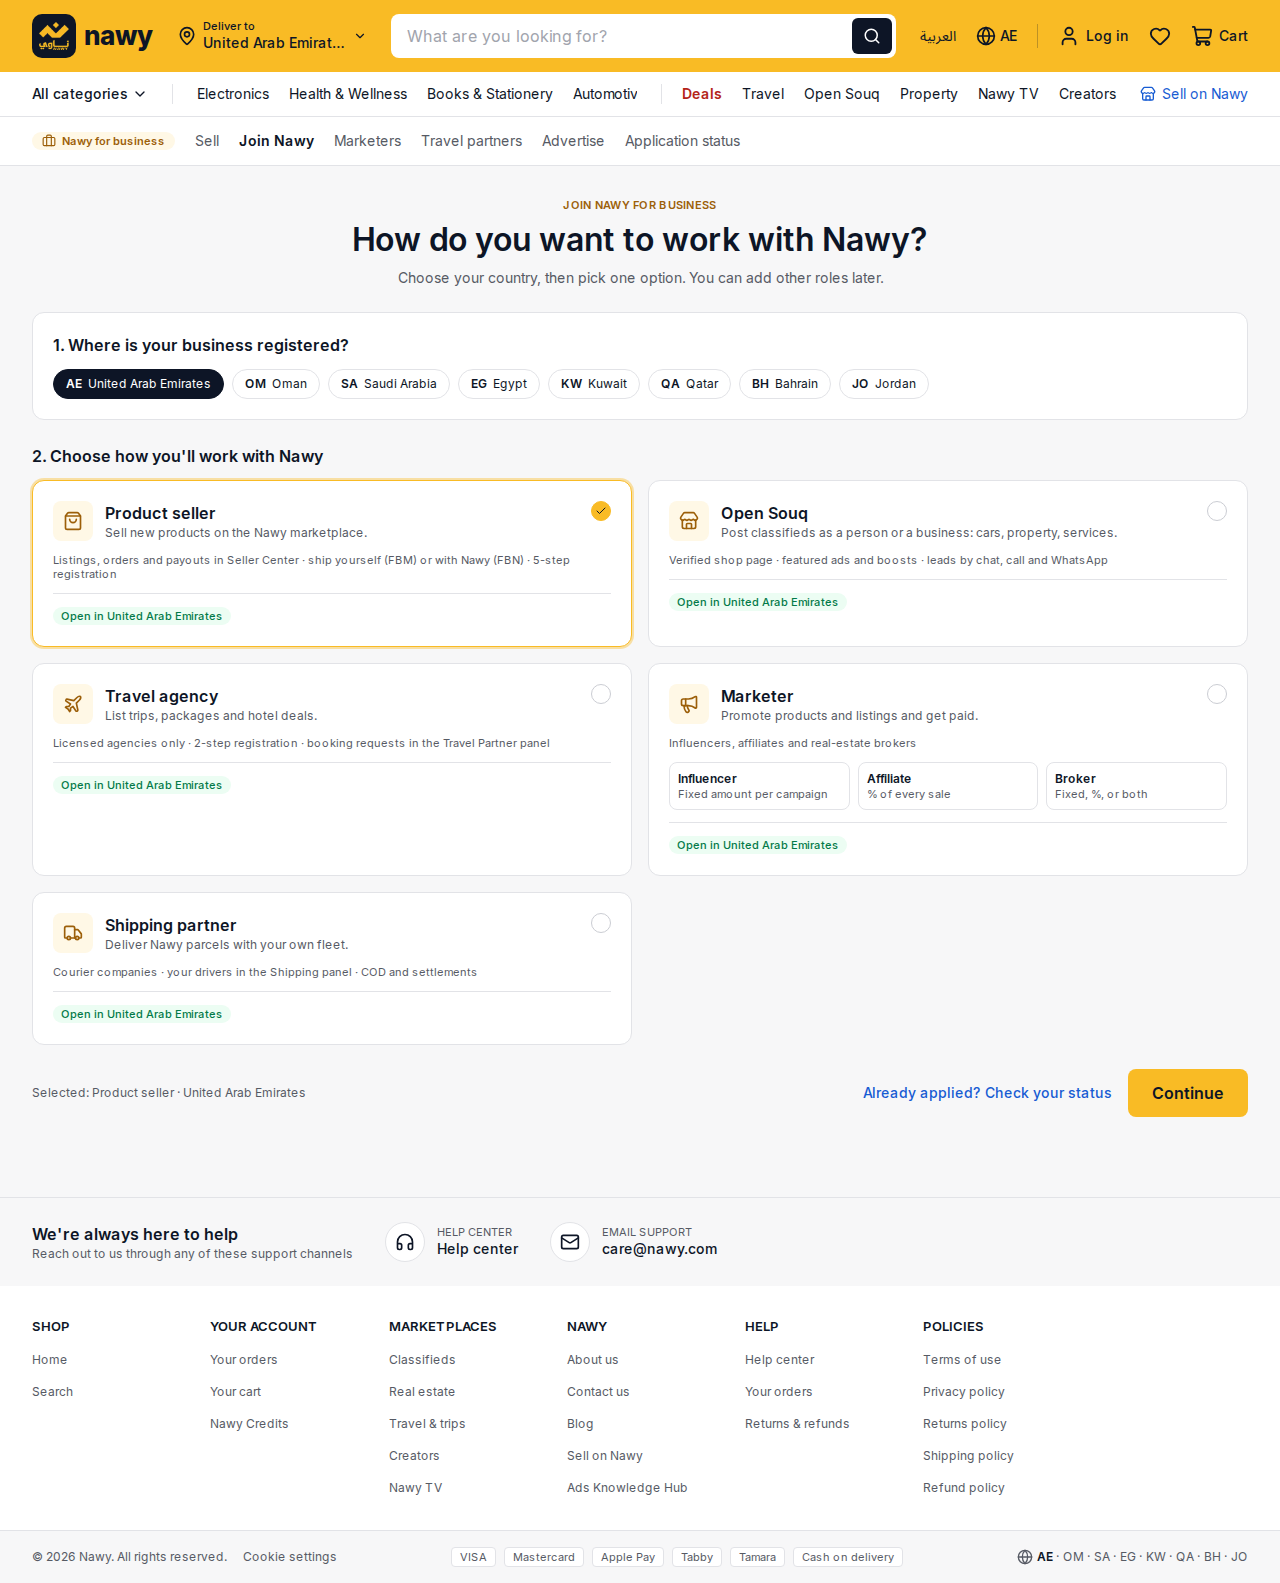 نـاوي
NAWY
nawy
Deliver to
United Arab Emirat...
What are you looking for?
العربية
AE
Log in
Cart
All categories
Electronics
Health & Wellness
Books & Stationery
Automotiv
Deals
Travel
Open Souq
Property
Nawy TV
Creators
Sell on Nawy
Nawy for business
Sell
Join Nawy
Marketers
Travel partners
Advertise
Application status
JOIN NAWY FOR BUSINESS
How do you want to work with Nawy?
Choose your country, then pick one option. You can add other roles later.
1. Where is your business registered?
AE United Arab Emirates
OM Oman
SA Saudi Arabia
EG Egypt
KW Kuwait
QA Qatar
BH Bahrain
JO Jordan
2. Choose how you'll work with Nawy
Product seller
Sell new products on the Nawy marketplace.
Listings, orders and payouts in Seller Center · ship yourself (FBM) or with Nawy (FBN) · 5-step
registration
Open in United Arab Emirates
Open Souq
Post classifieds as a person or a business: cars, property, services.
Verified shop page · featured ads and boosts · leads by chat, call and WhatsApp
Open in United Arab Emirates
Travel agency
List trips, packages and hotel deals.
Licensed agencies only · 2-step registration · booking requests in the Travel Partner panel
Open in United Arab Emirates
Marketer
Promote products and listings and get paid.
Influencers, affiliates and real-estate brokers
Influencer
Fixed amount per campaign
Affiliate
% of every sale
Broker
Fixed, %, or both
Open in United Arab Emirates
Shipping partner
Deliver Nawy parcels with your own fleet.
Courier companies · your drivers in the Shipping panel · COD and settlements
Open in United Arab Emirates
Selected: Product seller · United Arab Emirates
Already applied? Check your status
Continue
We're always here to help
Reach out to us through any of these support channels
HELP CENTER
Help center
EMAIL SUPPORT
care@nawy.com
SHOP
Home
Search
YOUR ACCOUNT
Your orders
Your cart
Nawy Credits
MARKETPLACES
Classifieds
Real estate
Travel & trips
Creators
Nawy TV
NAWY
About us
Contact us
Blog
Sell on Nawy
Ads Knowledge Hub
HELP
Help center
Your orders
Returns & refunds
POLICIES
Terms of use
Privacy policy
Returns policy
Shipping policy
Refund policy
© 2026 Nawy. All rights reserved.
Cookie settings
VISA
Mastercard
Apple Pay
Tabby
Tamara
Cash on delivery
AE · OM · SA · EG · KW · QA · BH · JO